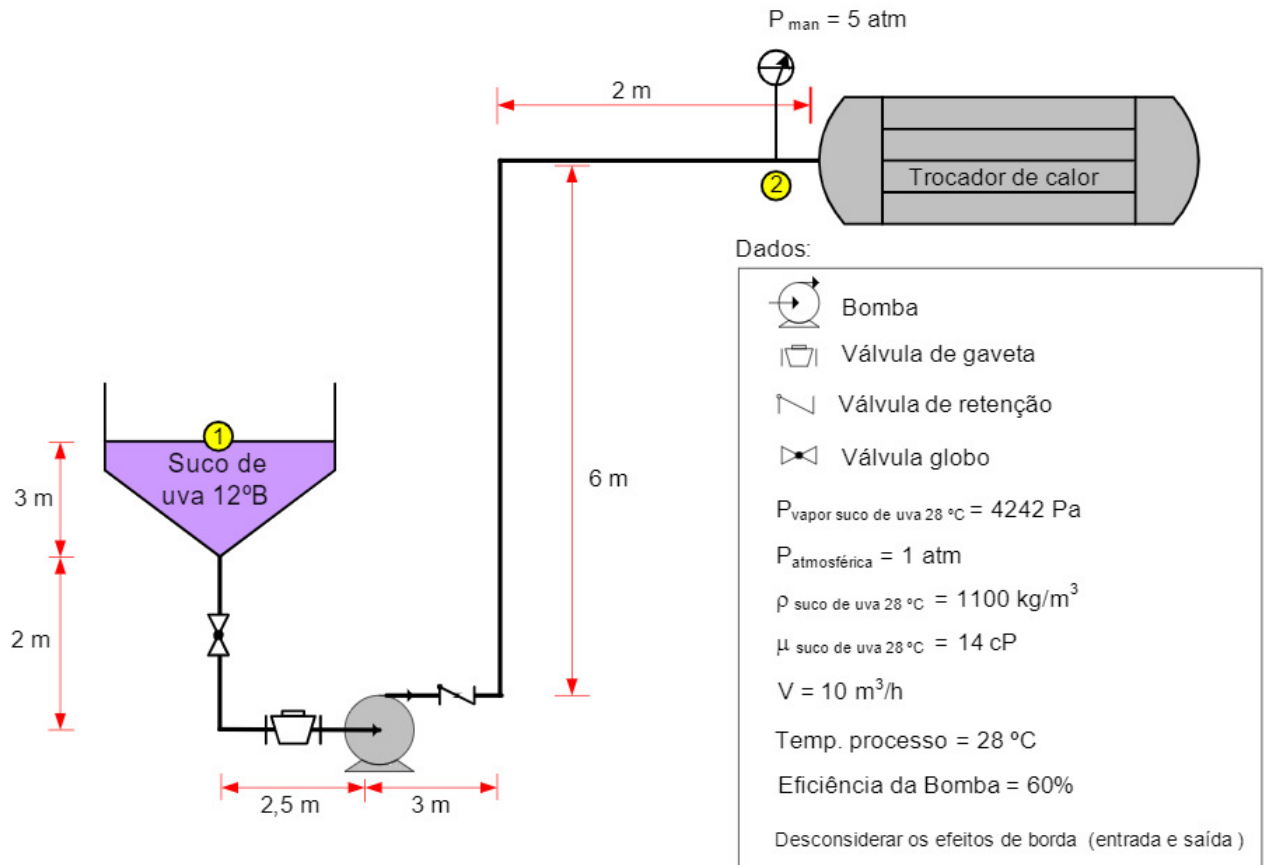 P man = 5 atm
2 m
2
Trocador de calor
Dados:
Bomba
Válvula de gaveta
Válvula de retenção
Válvula globo
1
Suco de
uva 12ºB
3 m
6 m
2 m
2,5 m
3 m
P vapor suco de uva 28 ºC = 4242 Pa
P atmosférica = 1 atm
ρ suco de uva 28 ºC = 1100 kg/m³
μ suco de uva 28ºC = 14 cP
V = 10 m³/h
Temp. processo = 28 ºC
Eficiência da Bomba = 60%
Desconsiderar os efeitos de borda (entrada e saída )